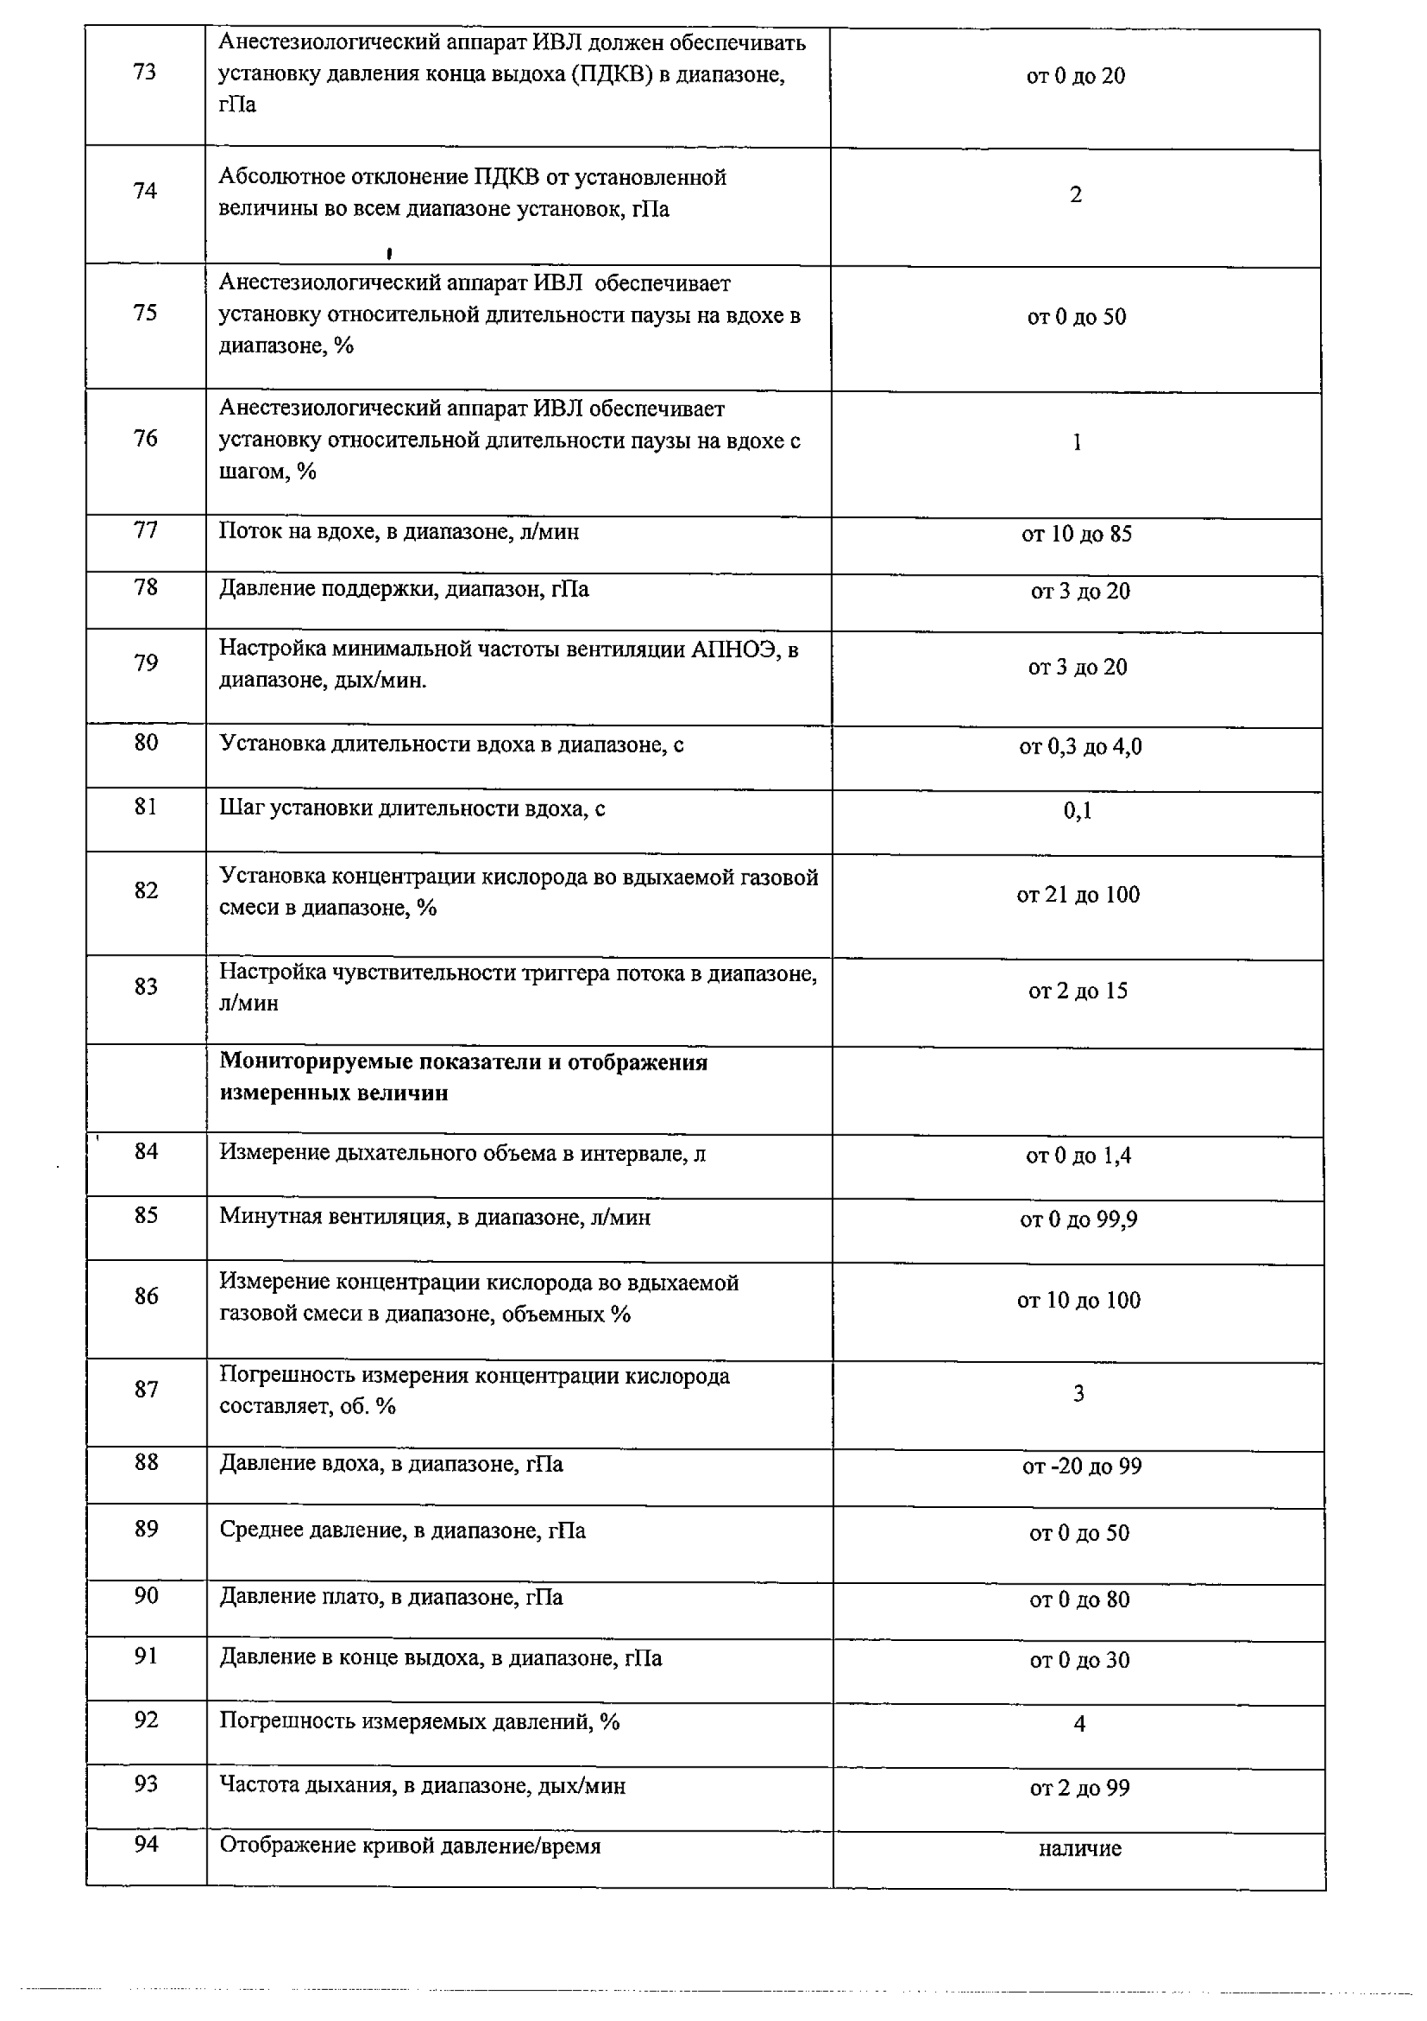 73
Анестезиологический аппарат ИВЛ должен обеспечивать
установку давления конца выдоха (ПДКВ) в диапазоне,
гПа
от 0 до 20
74
Абсолютное отклонение ПДКВ от установленной
величины во всем диапазоне установок, гПа
2
75
Анестезиологический аппарат ИВЛ обеспечивает
установку относительной длительности паузы на вдохе в
диапазоне, %
от 0 до 50
76
Анестезиологический аппарат ИВЛ обеспечивает
установку относительной длительности паузы на вдохе с
шагом, %
1
77
Поток на вдохе, в диапазоне, л/мин
от 10 до 85
78
Давление поддержки, диапазон, гПа
от 3 до 20
79
Настройка минимальной частоты вентиляции АПНОЭ, в
диапазоне, дых/мин.
от 3 до 20
80
Установка длительности вдоха в диапазоне, с
от 0,3 до 4,0
81
Шаг установки длительности вдоха, с
0,1
82
Установка концентрации кислорода во вдыхаемой газовой
смеси в диапазоне, %
от 21 до 100
83
Настройка чувствительности триггера потока в диапазоне,
л/мин
от 2 до 15
Мониторируемые показатели и отображения
измеренных величин
84
Измерение дыхательного объема в интервале, л
от 0 до 1,4
85
Минутная вентиляция, в диапазоне, л/мин
от 0 до 99,9
86
Измерение концентрации кислорода во вдыхаемой
газовой смеси в диапазоне, объемных %
от 10 до 100
87
Погрешность измерения концентрации кислорода
составляет, об. %
3
88
Давление вдоха, в диапазоне, гПа
от -20 до 99
89
Среднее давление, в диапазоне, гПа
от 0 до 50
90
Давление плато, в диапазоне, гПа
от 0 до 80
91
Давление в конце выдоха, в диапазоне, гПа
от 0 до 30
92
Погрешность измеряемых давлений, %
4
93
Частота дыхания, в диапазоне, дых/мин
от 2 до 99
94
Отображение кривой давление/время
наличие